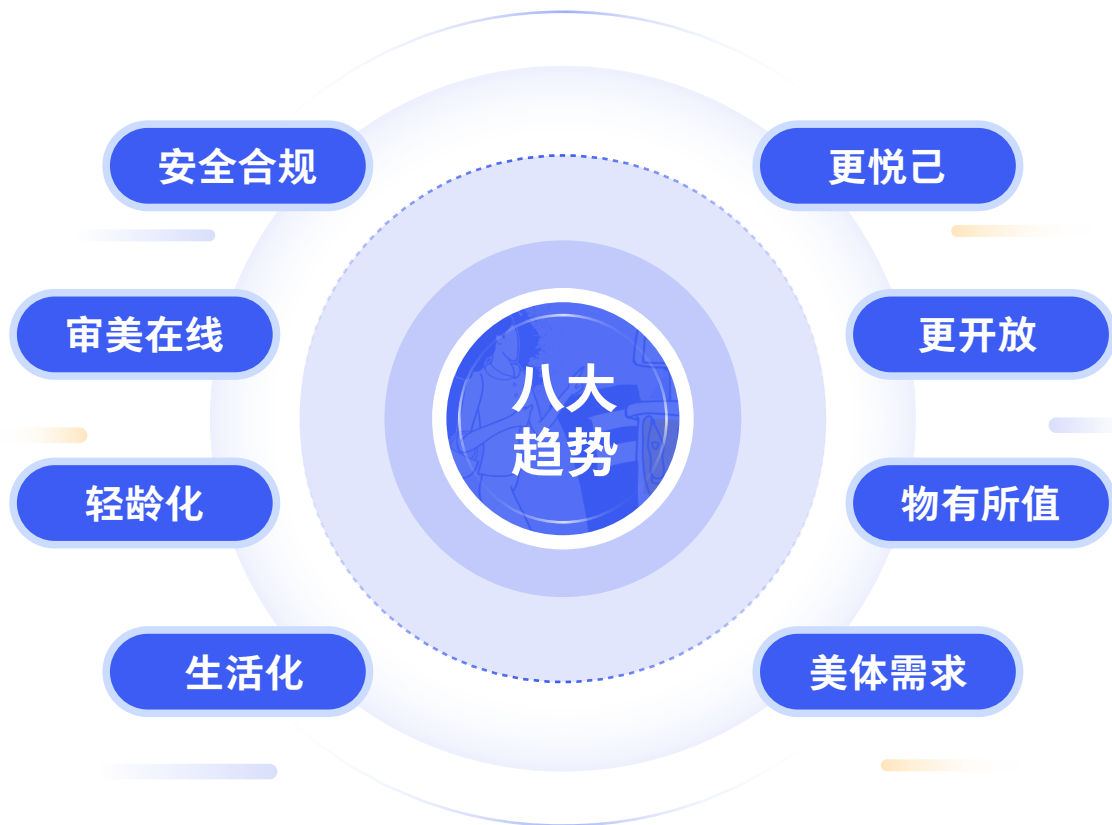 安全合规
更悦己
审美在线
更开放
八大
趋势
轻龄化
物有所值
生活化
美体需求